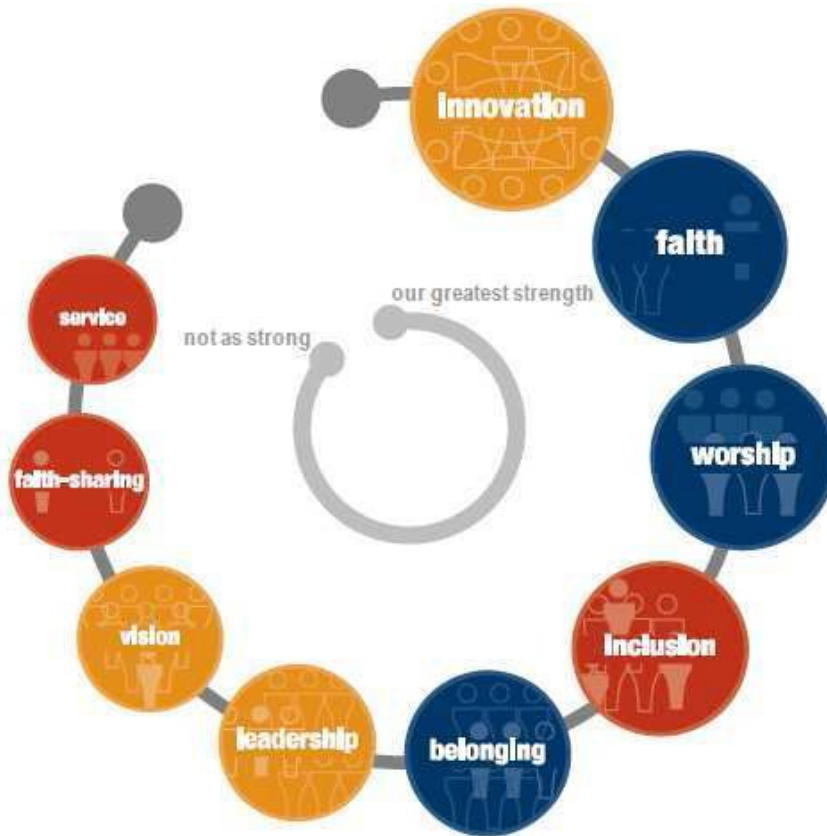 innovation
faith
our greatest strength
service
not as strong
worship
faith-sharing
vision
inclusion
leadership
belonging